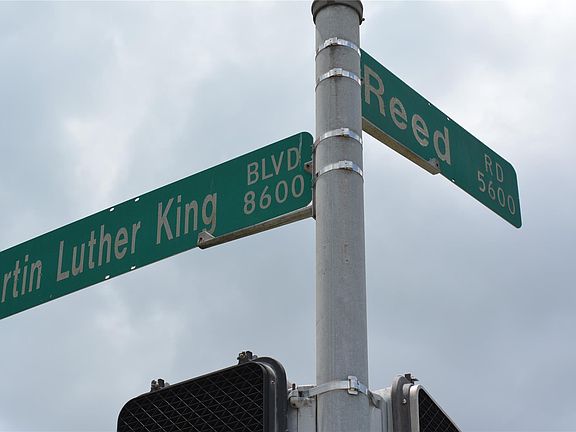 rtin Luther King BLVD
8600
Reed RD
5600